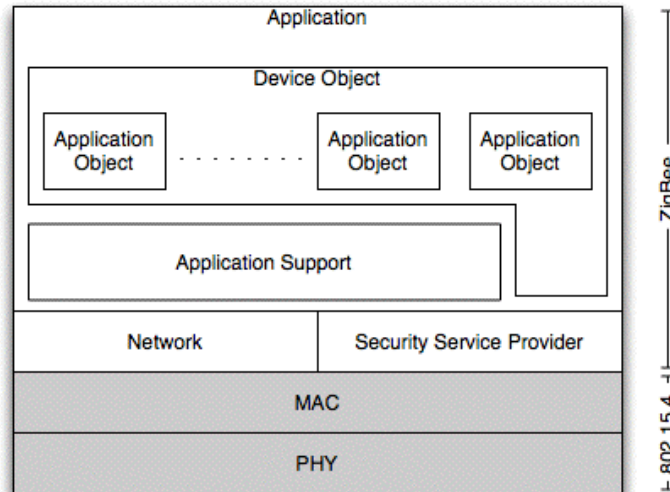 Application
Device Object
Application
Object
Application
Object
Application
Object
Application Support
Network
Security Service Provider
MAC
PHY
ZigBee
802.15.4